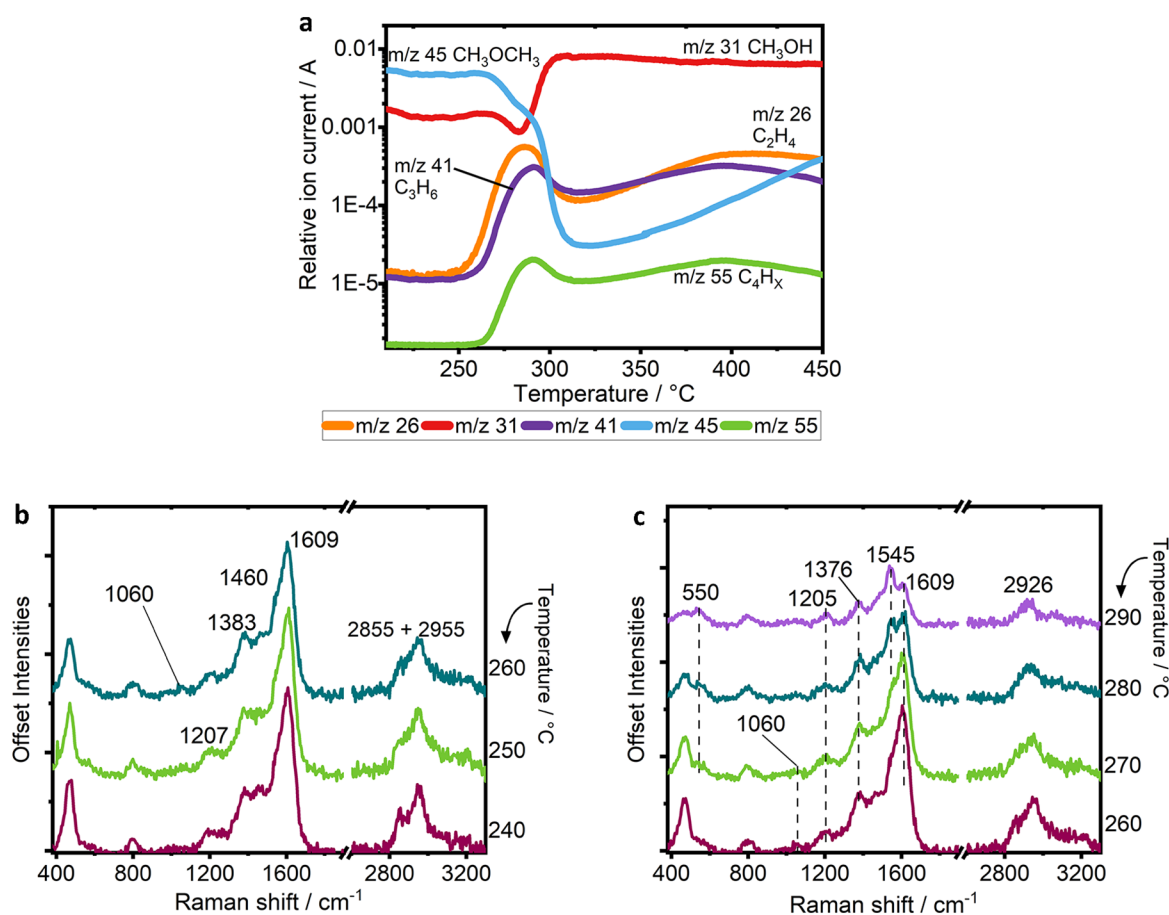 a
m/z 45 CH₃OCH₃
m/z 31 CH₃OH
m/z 26
C₂H₄
m/z 41
C₃H₆
m/z 55 C₄Hₓ
Relative ion current / A
0.01
0.001
1E-4
1E-5
250 300 350 400 450
Temperature / °C
m/z 26 m/z 31 m/z 41 m/z 45 m/z 55
b
1609
1460
1060
1383
2855 + 2955
1207
260
250
240
Temperature / °C
Offset Intensities
400 800 1200 1600 2800 3200
Raman shift / cm⁻¹
c
1545
1376
1609
550
1205
2926
1060
290
280
270
260
Temperature / °C
Offset Intensities
400 800 1200 1600 2800 3200
Raman shift / cm⁻¹